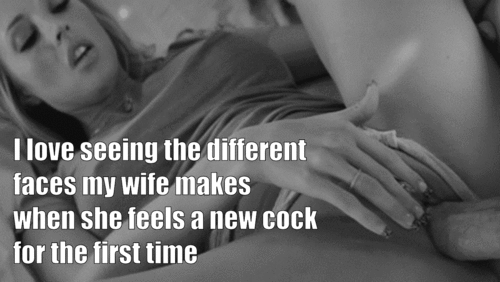 I love seeing the different
faces my wife makes
when she feels a new cock
for the first time